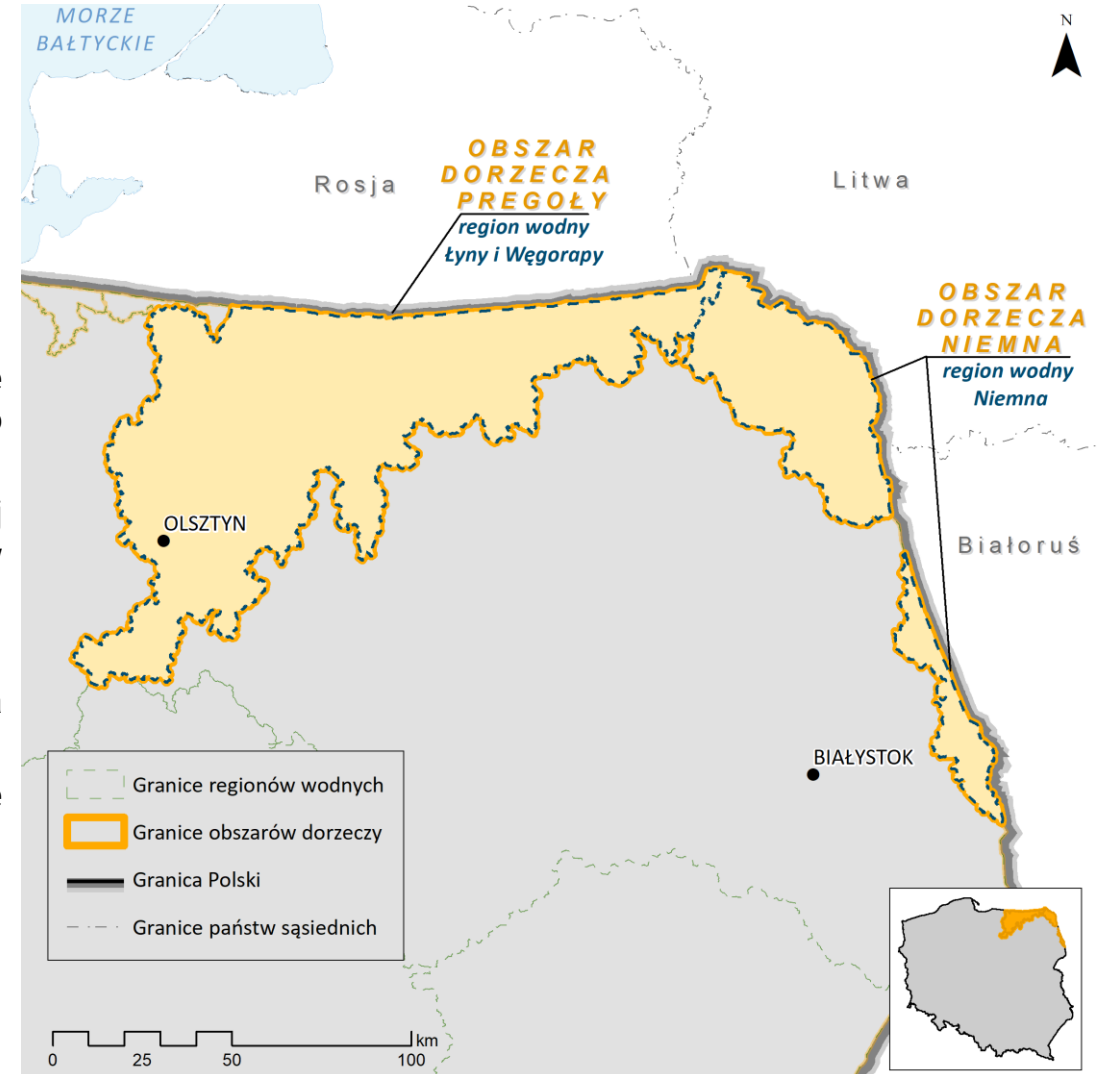 MORZE
BAŁTYCKIE
N
Rosja
OBSZAR
DORZECZA
PREGOŁY
region wodny
Łyny i Węgorapy
Litwa
OBSZAR
DORZECZA
NIEMNA
region wodny
Niemna
OLSZTYN
Białoruś
BIAŁYSTOK
Granice regionów wodnych
Granice obszarów dorzeczy
Granica Polski
Granice państw sąsiednich
km
0 25 50 100